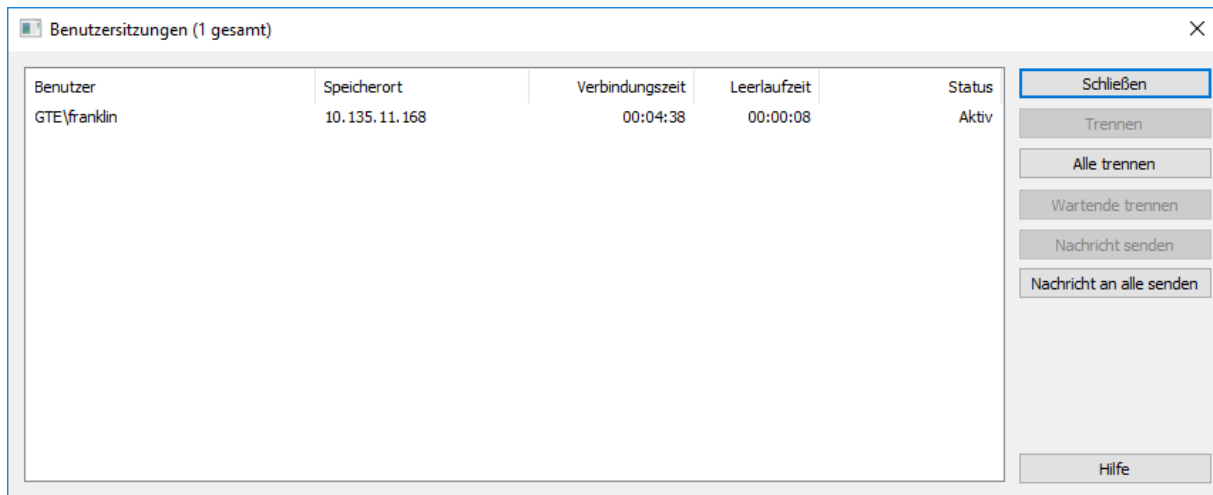 Benutzersitzungen (1 gesamt)
Benutzer Speicherort Verbindungszeit Leerlaufzeit Status
GTE\franklin 10.135.11.168 00:04:38 00:00:08 Aktiv
Schließen
Trennen
Alle trennen
Wartende trennen
Nachricht senden
Nachricht an alle senden
Hilfe